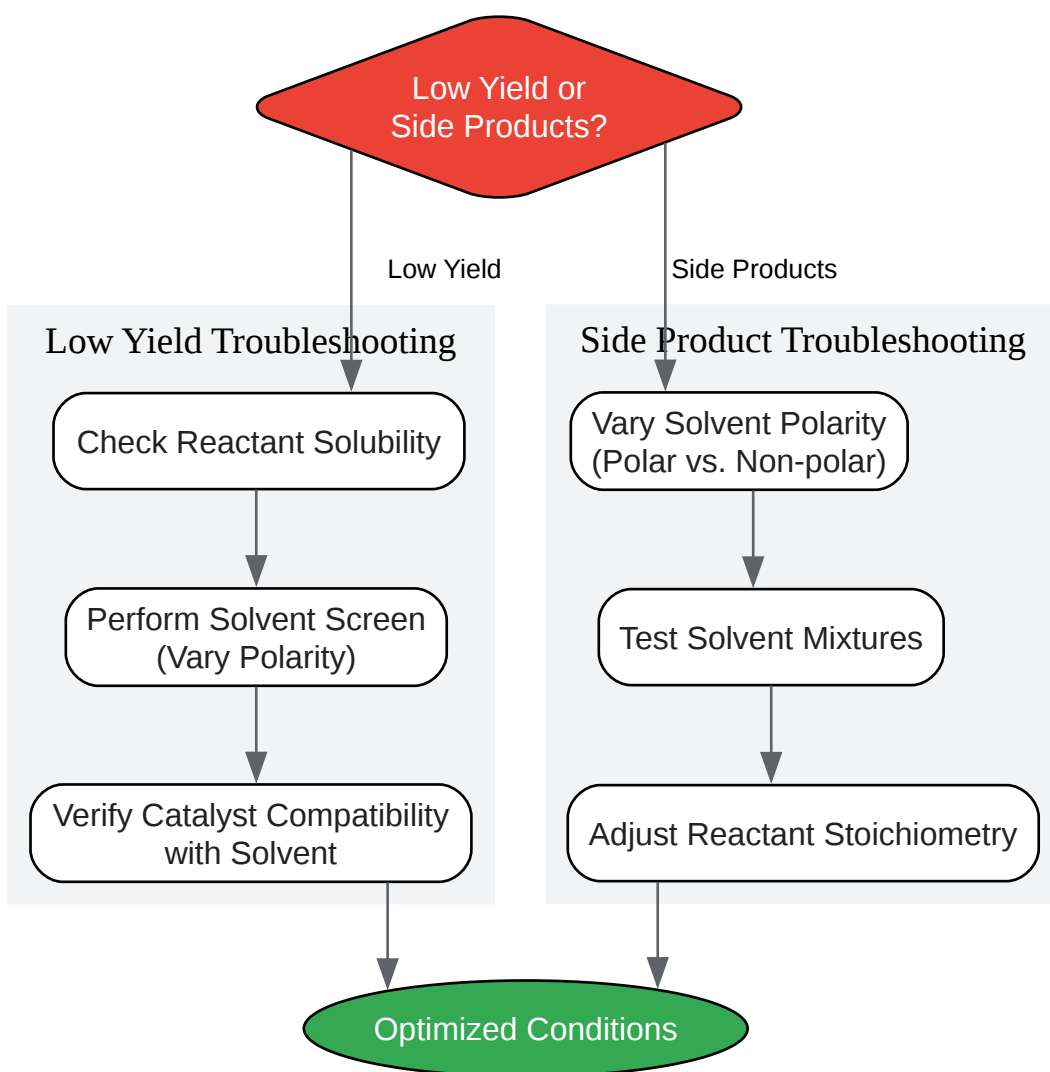 Low Yield or
Side Products?
Low Yield
Side Products
Low Yield Troubleshooting
Side Product Troubleshooting
Check Reactant Solubility
Vary Solvent Polarity
(Polar vs. Non-polar)
Perform Solvent Screen
(Vary Polarity)
Test Solvent Mixtures
Verify Catalyst Compatibility
with Solvent
Adjust Reactant Stoichiometry
Optimized Conditions